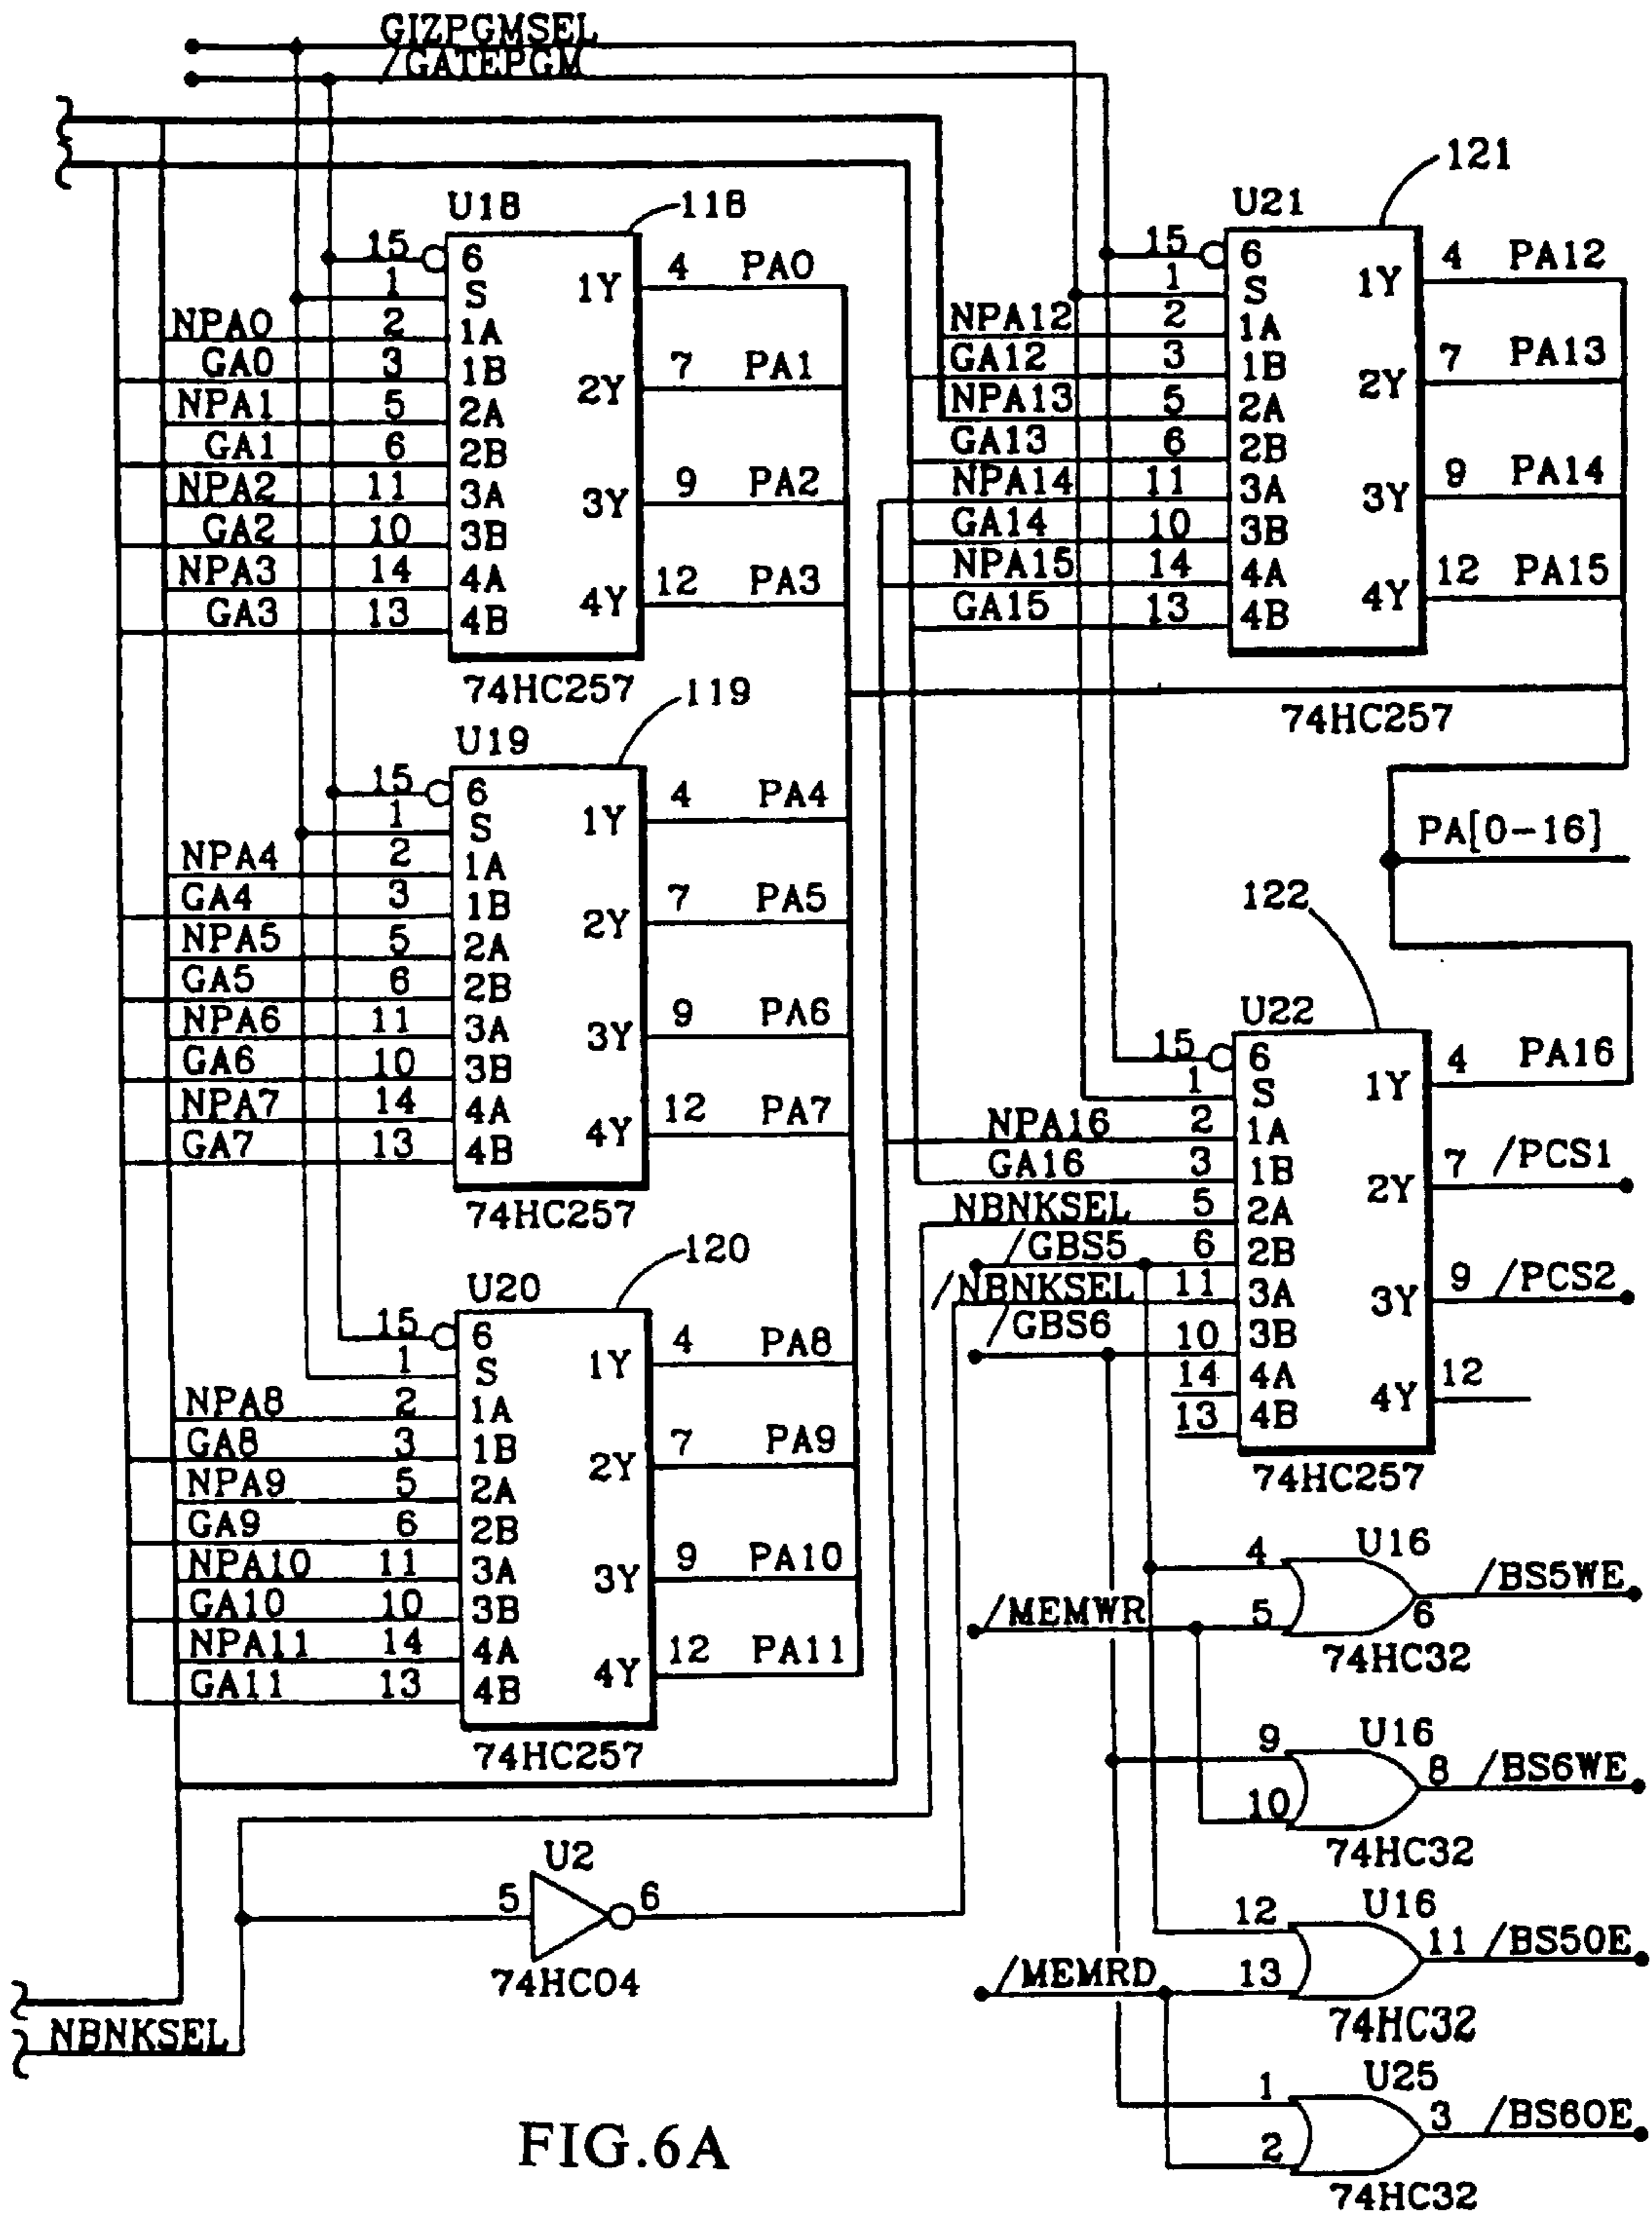 GIZPGMSEL
/GATEPGM
U18
118
15 6
1 S
NPA0 2 1A
GA0 3 1B
NPA1 5 2A
GA1 6 2B
NPA2 11 3A
GA2 10 3B
NPA3 14 4A
GA3 13 4B
1Y 4 PA0
2Y 7 PA1
3Y 9 PA2
4Y 12 PA3
74HC257
U19
119
15 6
1 S
NPA4 2 1A
GA4 3 1B
NPA5 5 2A
GA5 6 2B
NPA6 11 3A
GA6 10 3B
NPA7 14 4A
GA7 13 4B
1Y 4 PA4
2Y 7 PA5
3Y 9 PA6
4Y 12 PA7
74HC257
U20
120
15 6
1 S
NPA8 2 1A
GA8 3 1B
NPA9 5 2A
GA9 6 2B
NPA10 11 3A
GA10 10 3B
NPA11 14 4A
GA11 13 4B
1Y 4 PA8
2Y 7 PA9
3Y 9 PA10
4Y 12 PA11
74HC257
U2
5 6
74HC04
NBNKSEL
U21
121
15 6
1 S
NPA12 2 1A
GA12 3 1B
NPA13 5 2A
GA13 6 2B
NPA14 11 3A
GA14 10 3B
NPA15 14 4A
GA15 13 4B
1Y 4 PA12
2Y 7 PA13
3Y 9 PA14
4Y 12 PA15
74HC257
PA[0-16]
122
U22
15 6
1 S
NPA16 2 1A
GA16 3 1B
NBNKSEL 5 2A
/GBS5 6 2B
/NBNKSEL 11 3A
/GBS6 10 3B
14 4A
13 4B
1Y 4 PA16
2Y 7 /PCS1
3Y 9 /PCS2
4Y 12
74HC257
U16
4
/MEMWR 5
6 /BS5WE
74HC32
U16
9
10
8 /BS6WE
74HC32
U16
12
/MEMRD 13
11 /BS5OE
74HC32
U25
1
2
3 /BS6OE
74HC32
FIG.6A